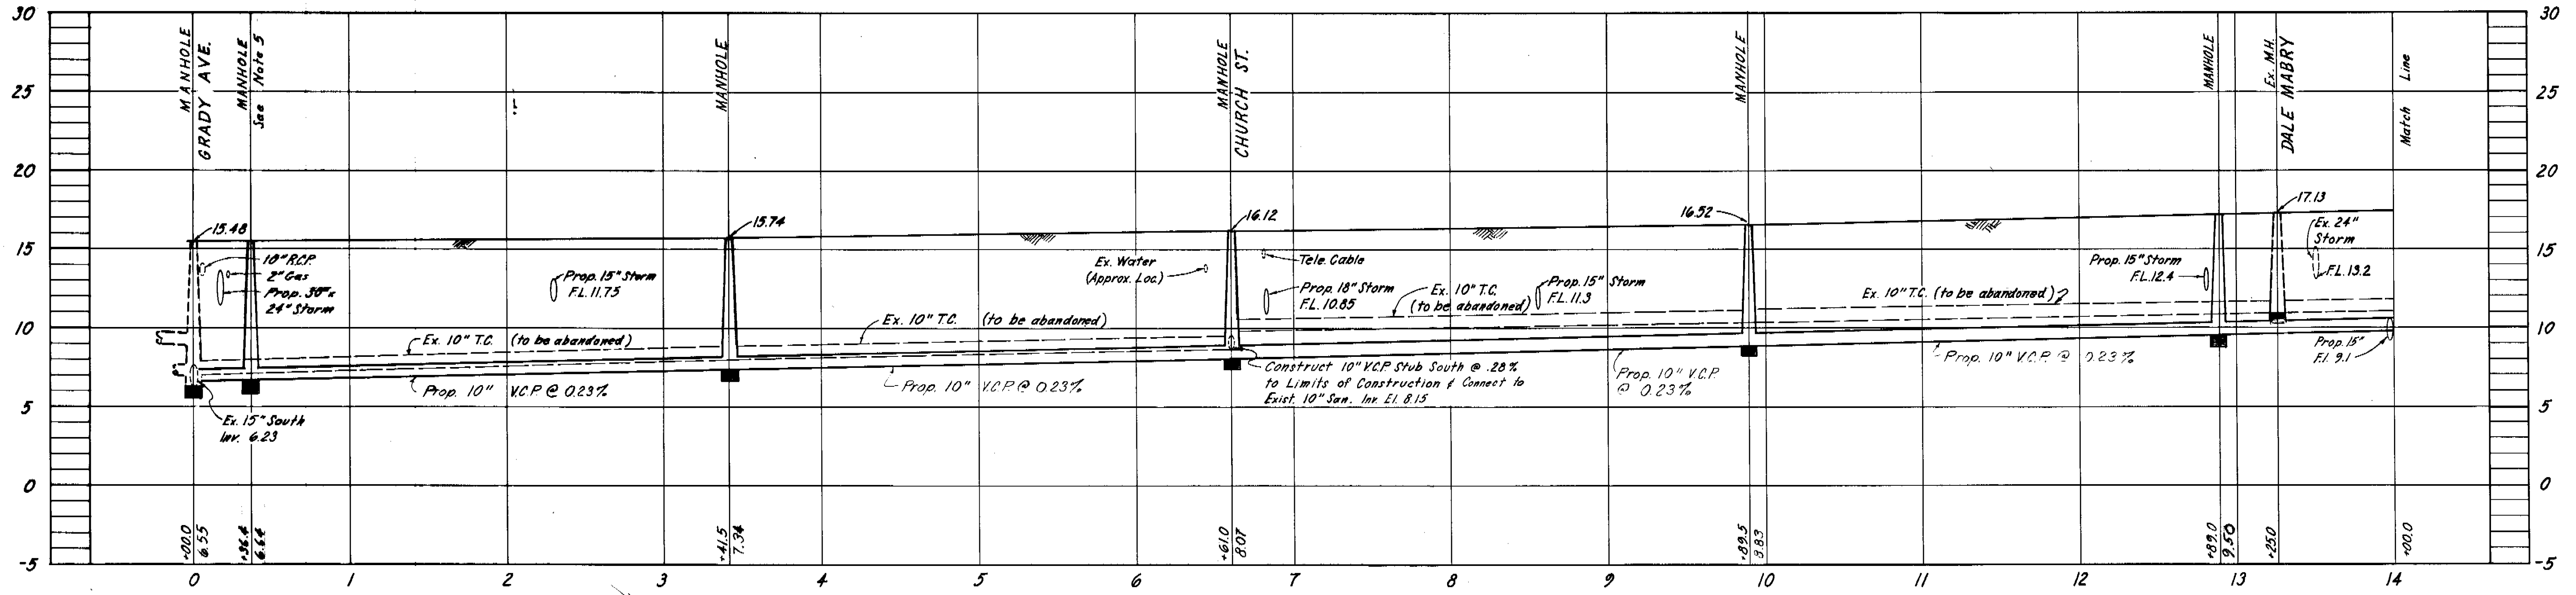 30
30
MANHOLE
GRADY AVE.
MANHOLE
See Note 5
MANHOLE
MANHOLE
CHURCH ST.
MANHOLE
MANHOLE
Ex. M.H.
DALE MABRY
Match Line
25
25
20
20
15.48
15.74
16.12
16.52
17.13
15
15
10" R.C.P.
2" Gas
Prop.
24" Storm
Prop. 15" Storm
F.L. 11.75
Ex. Water
(Approx. Loc.)
Tele. Cable
Prop. 18" Storm
F.L. 10.85
Ex. 10" T.C.
(to be abandoned)
Prop. 15" Storm
F.L. 11.3
Ex. 10" T.C. (to be abandoned)
Prop. 15" Storm
F.L. 12.4
Ex. 24"
Storm
F.L. 13.2
10
10
Ex. 10" T.C. (to be abandoned)
Ex. 10" T.C. (to be abandoned)
Prop. 10" V.C.P. @ 0.23%
Prop. 10" V.C.P. @ 0.23%
Construct 10" V.C.P. Stub South @ .28%
to Limits of Construction & Connect to
Exist. 10" San. Inv. El. 8.15
Prop. 10" V.C.P.
@ 0.23%
Prop. 10" V.C.P. @ 0.23%
Prop. 15"
F.l. 9.1
5
5
Ex. 15" South
Inv. 6.23
0
0
+00.0
6.55
+36.4
6.64
+41.5
7.34
+61.0
8.07
+89.5
8.83
+89.0
9.50
+25.0
+00.0
-5
-5
0 1 2 3 4 5 6 7 8 9 10 11 12 13 14